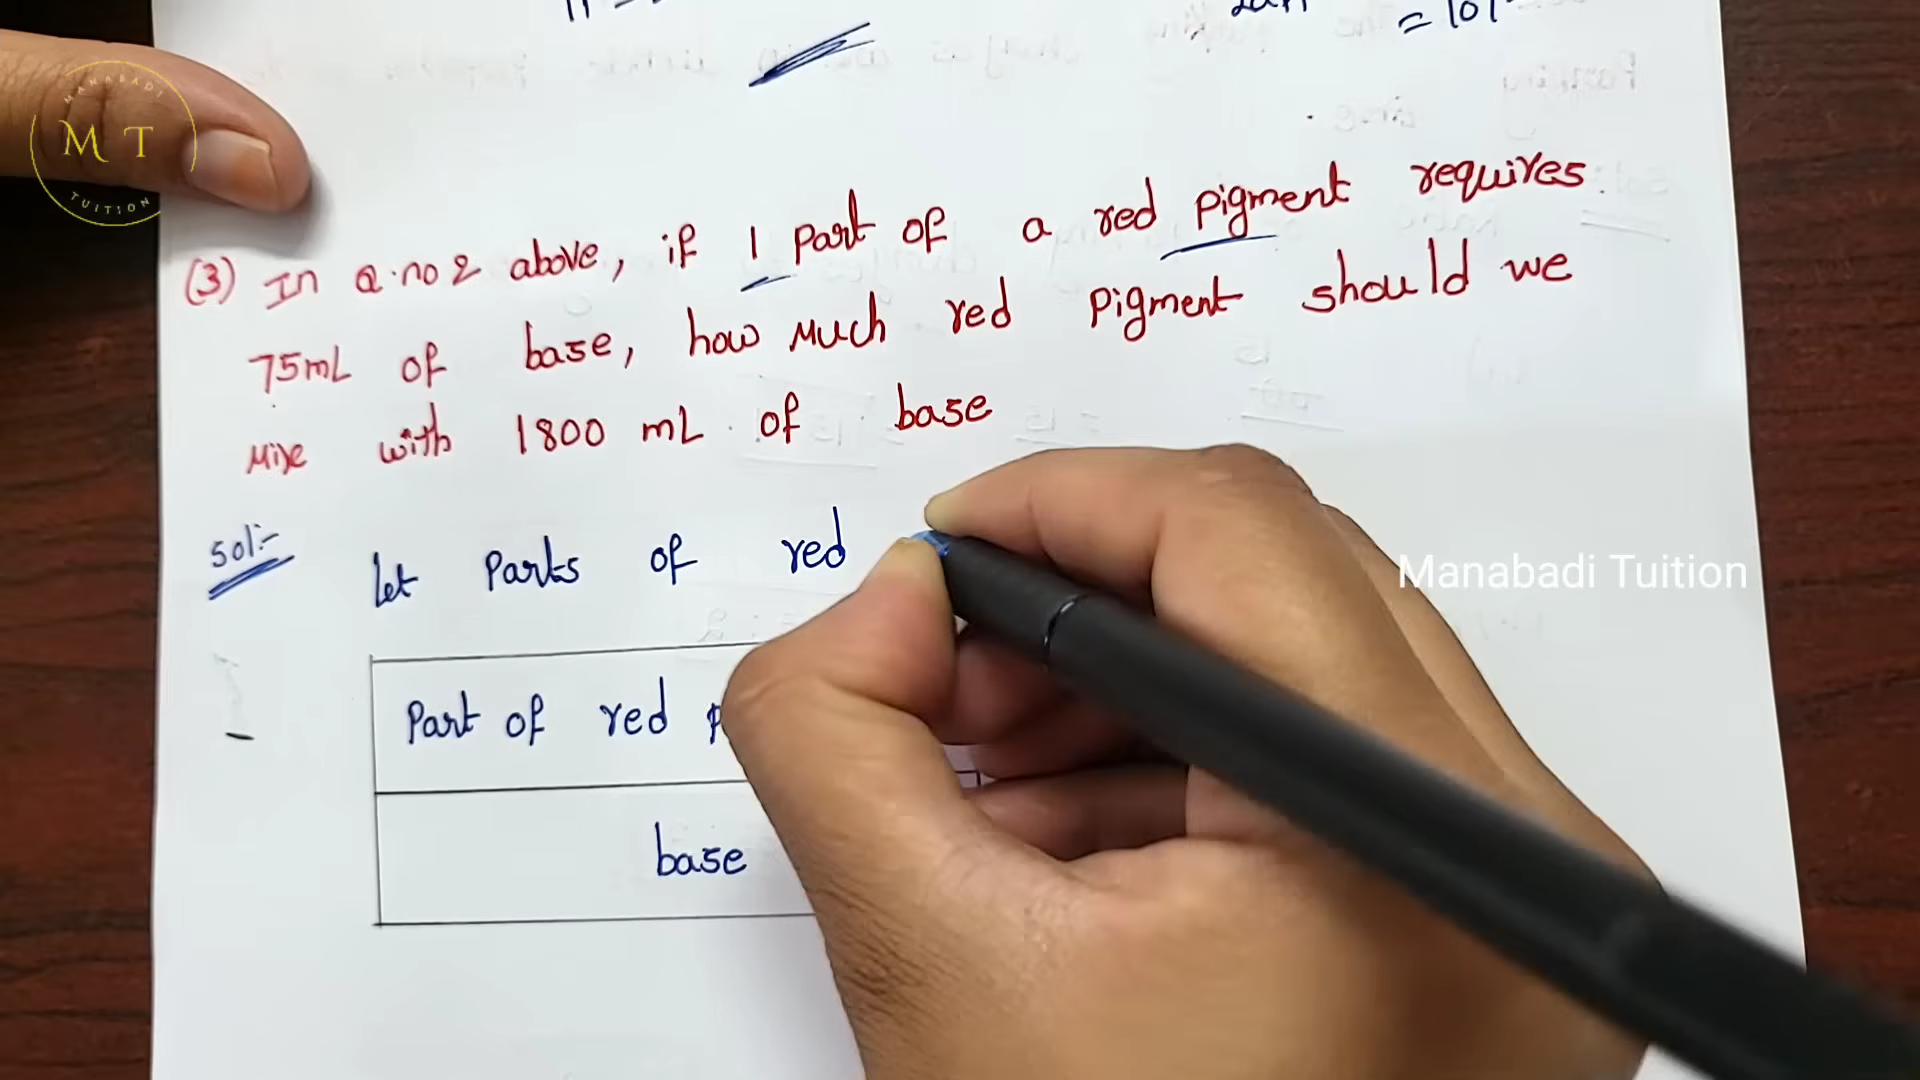 MANABADI
M T
TUITION
(3) In Q.no 2 above, if 1 Part of a red pigment requires
75mL of base, how much red pigment should we
mix with 1800 mL of base
Sol:-
let Parts of red
Manabadi Tuition
Part of red
base